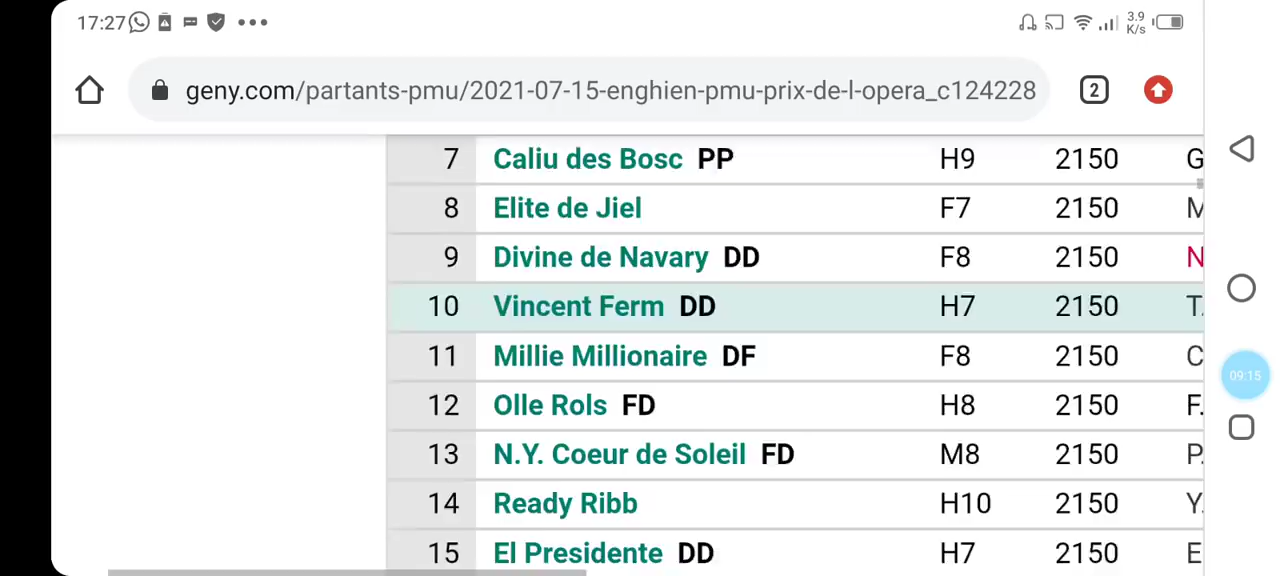 17:27
3.9 K/s
geny.com/partants-pmu/2021-07-15-enghien-pmu-prix-de-l-opera_c124228
2
7 Caliu des Bosc PP H9 2150 G
8 Elite de Jiel F7 2150 M
9 Divine de Navary DD F8 2150 N
10 Vincent Ferm DD H7 2150 T.
11 Millie Millionaire DF F8 2150 C
12 Olle Rols FD H8 2150 F.
13 N.Y. Coeur de Soleil FD M8 2150 P.
14 Ready Ribb H10 2150 Y.
15 El Presidente DD H7 2150 E
09:15